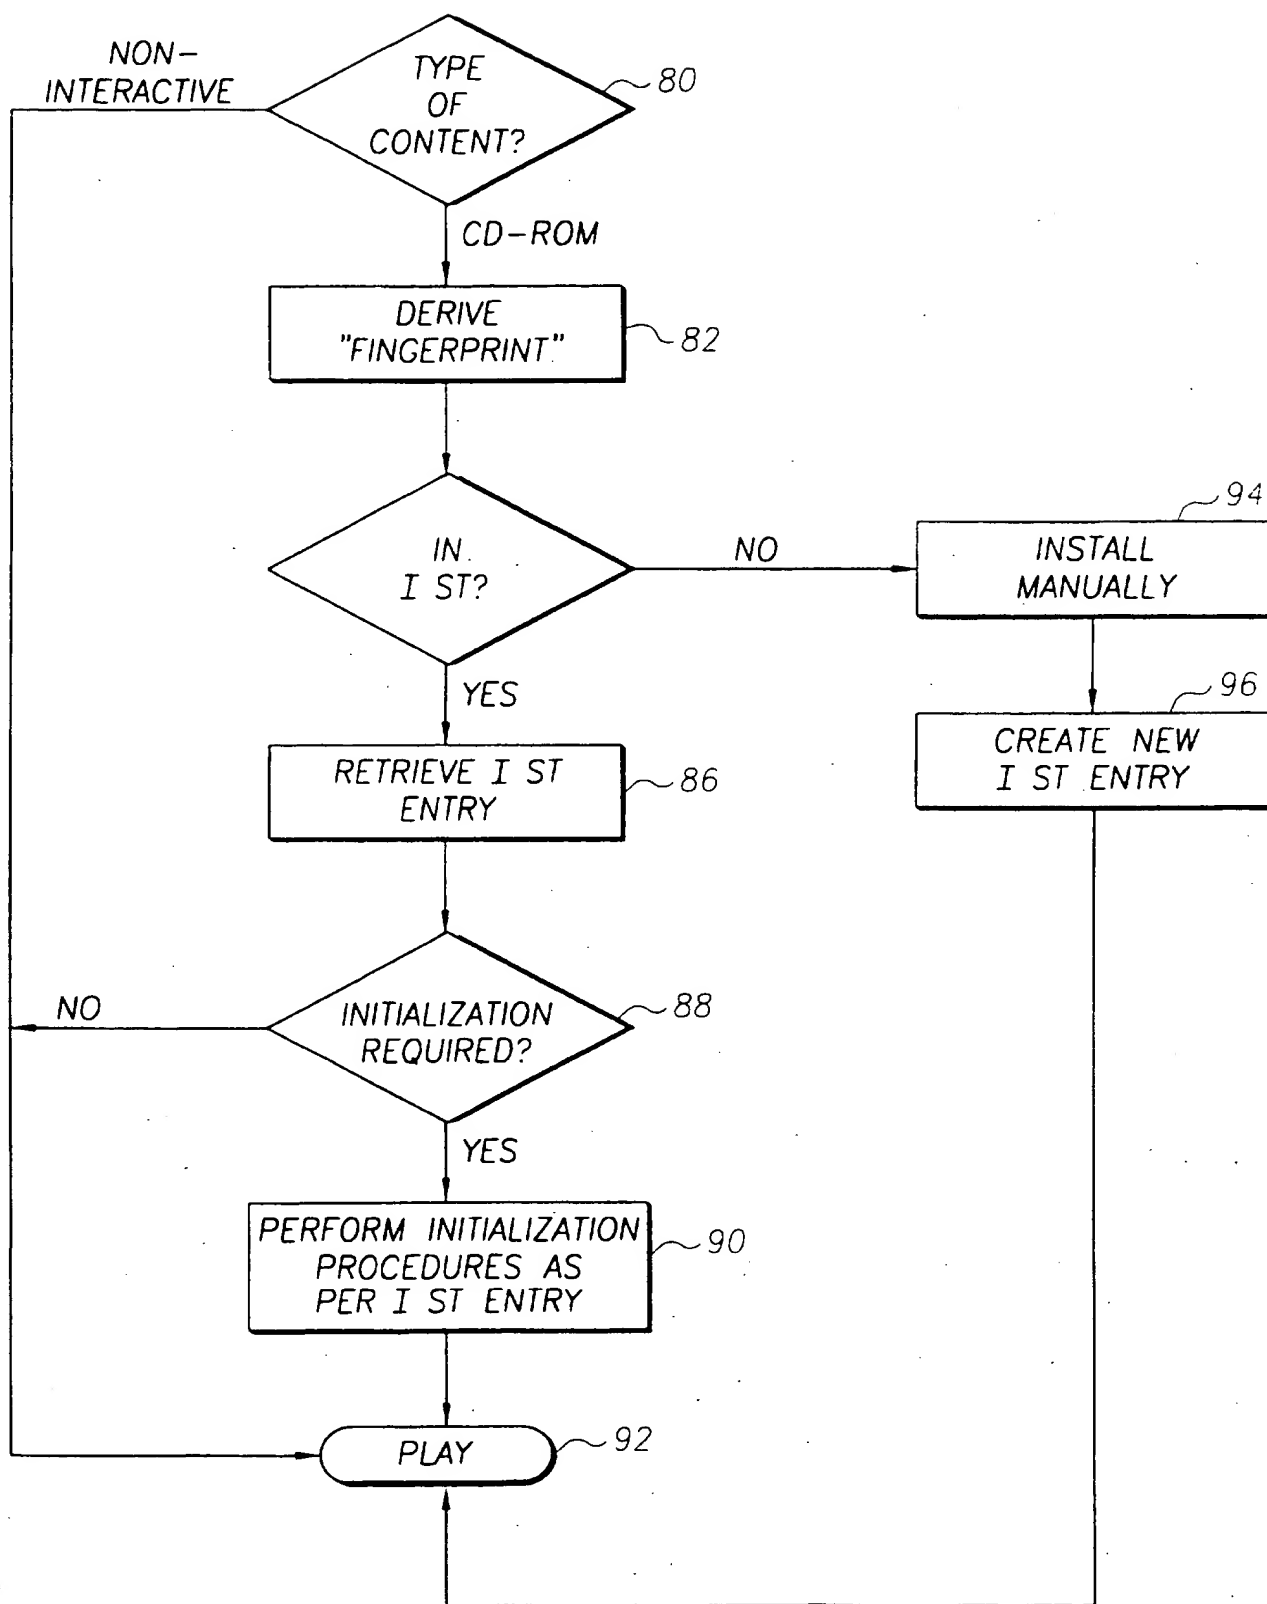 NON-
INTERACTIVE
TYPE
OF
CONTENT?
80
CD-ROM
DERIVE
"FINGERPRINT"
82
IN
I ST?
NO
94
INSTALL
MANUALLY
YES
96
CREATE NEW
I ST ENTRY
RETRIEVE I ST
ENTRY
86
NO
INITIALIZATION
REQUIRED?
88
YES
PERFORM INITIALIZATION
PROCEDURES AS
PER I ST ENTRY
90
PLAY
92